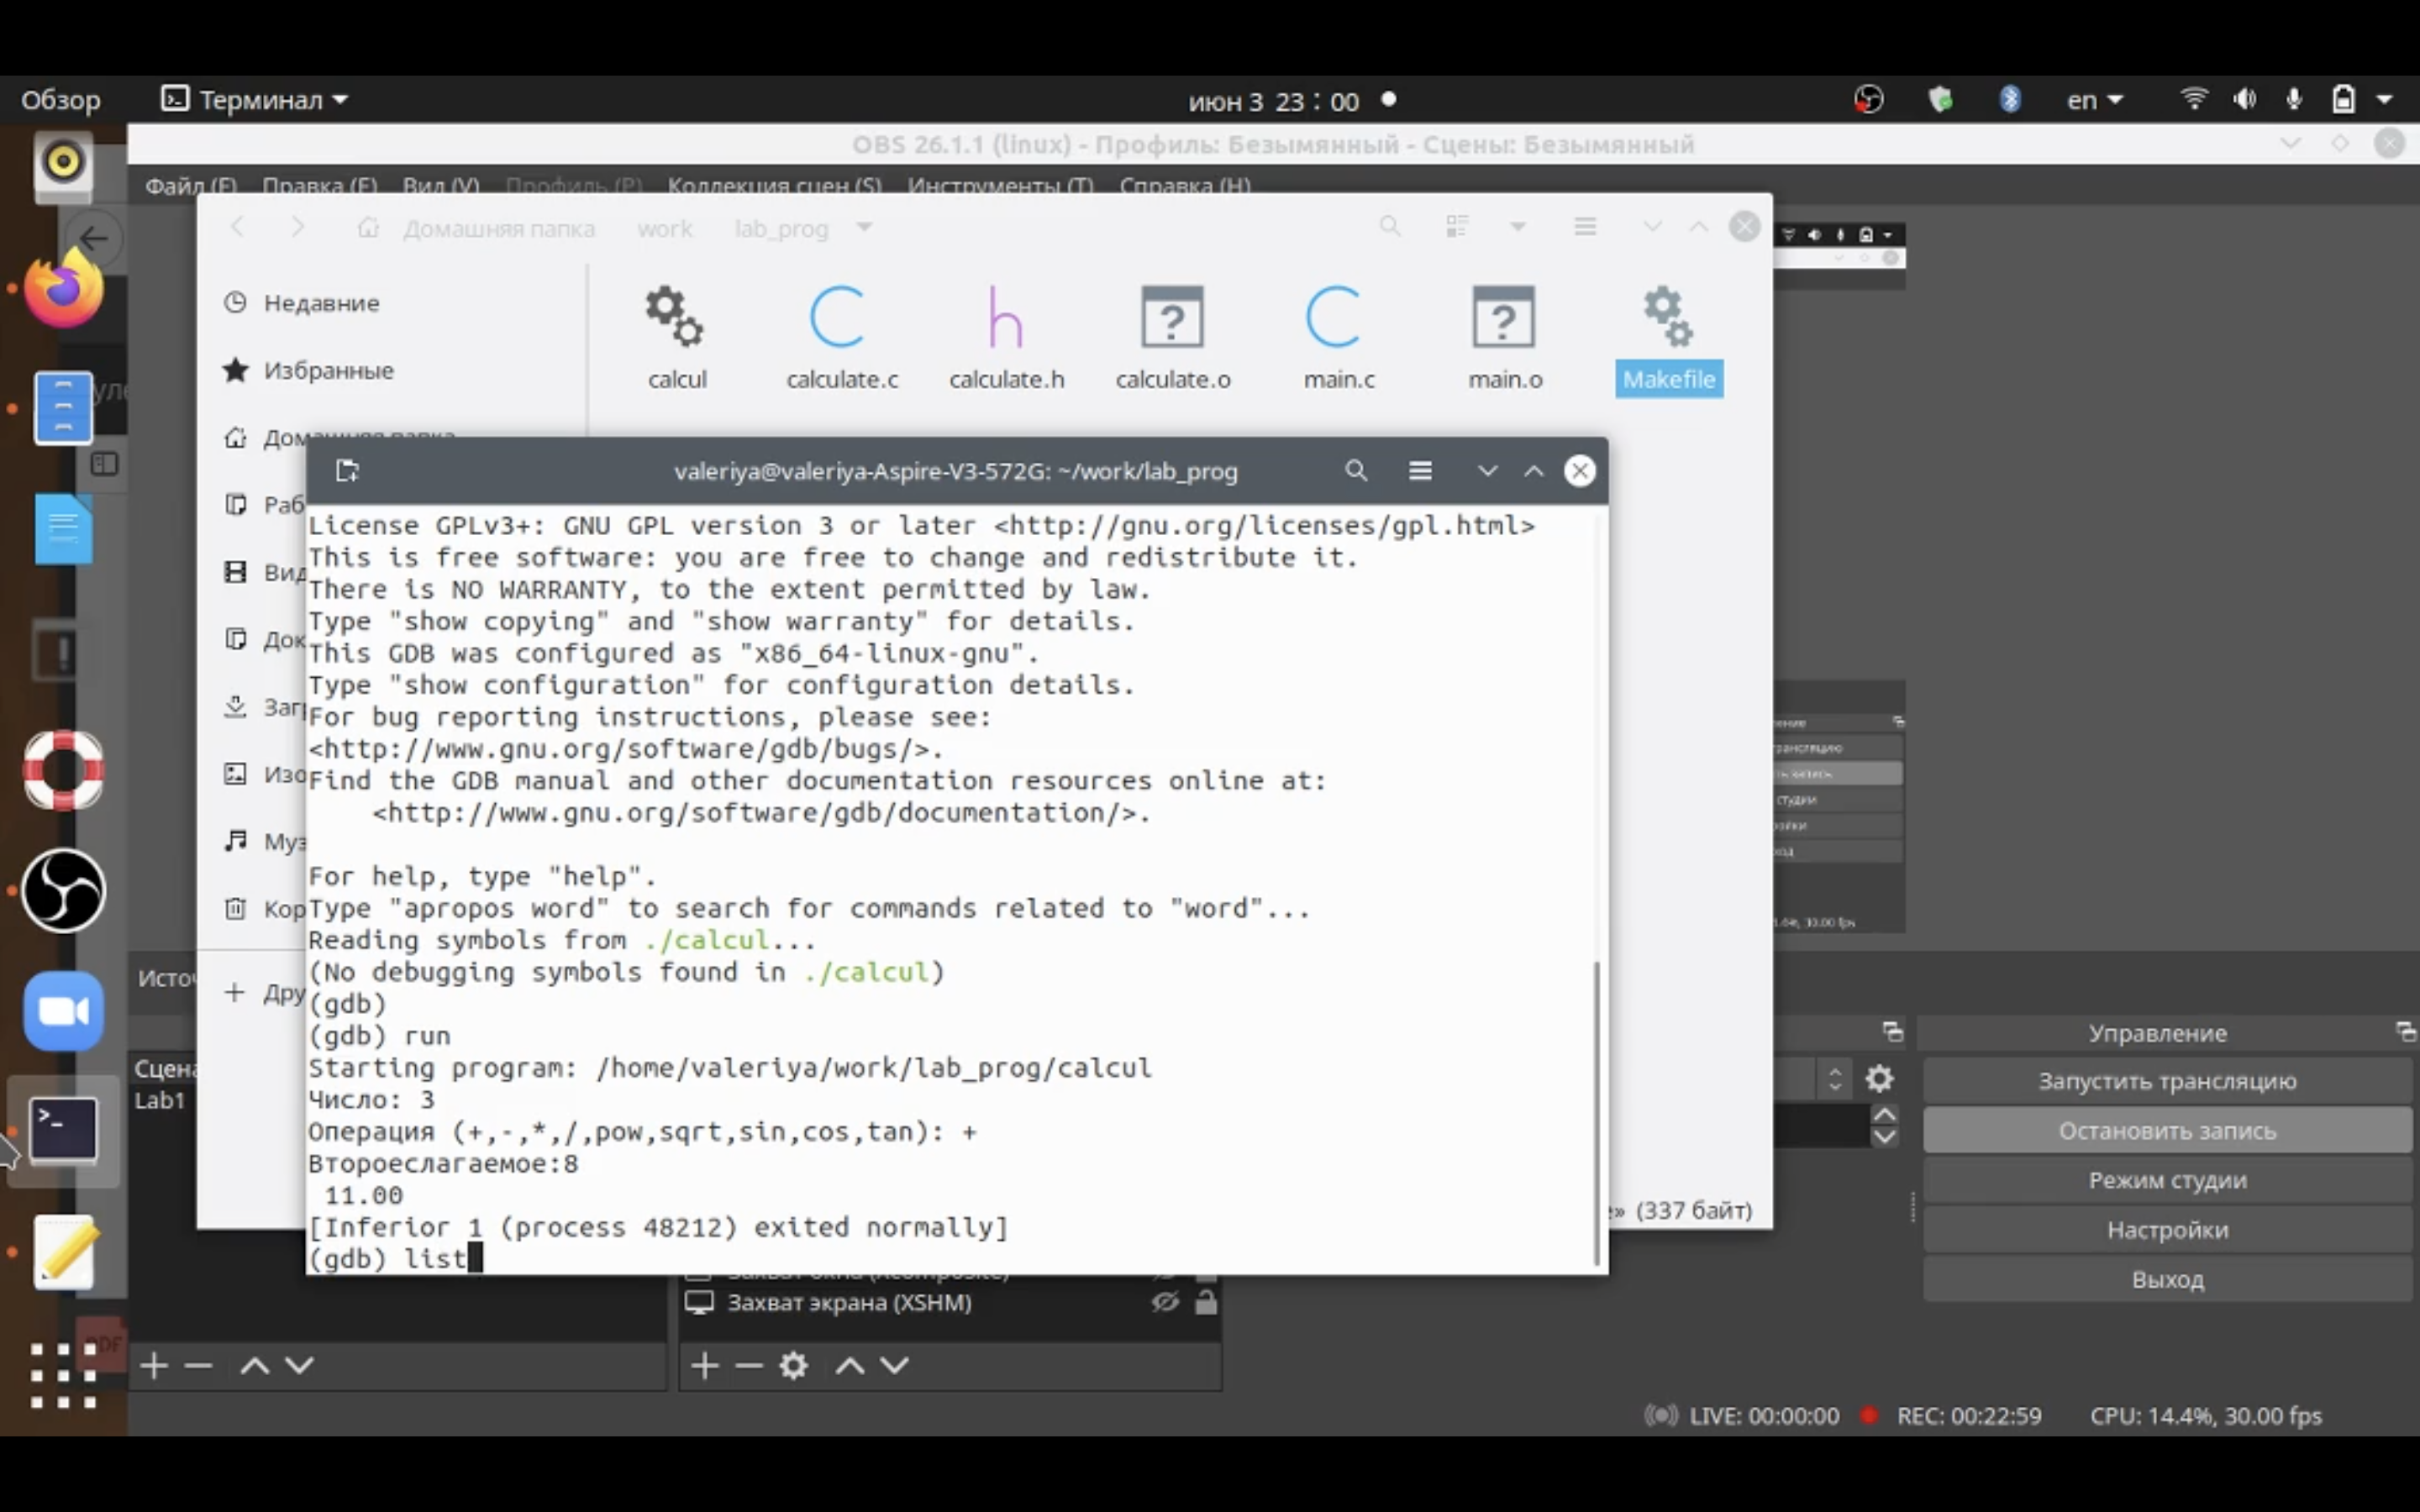 Обзор
Терминал
июн 3 23 : 00
en
OBS 26.1.1 (linux) - Профиль: Безымянный - Сцены: Безымянный
Файл (F) Правка (E) Вид (V) Профиль (P) Коллекция сцен (S) Инструменты (T) Справка (H)
Домашняя папка work lab_prog
Недавние
Избранные
Домашняя папка
Раб
Вид
Док
Заг
Изо
Муз
Кор
Дру
calcul calculate.c calculate.h calculate.o main.c main.o Makefile
valeriya@valeriya-Aspire-V3-572G: ~/work/lab_prog
License GPLv3+: GNU GPL version 3 or later <http://gnu.org/licenses/gpl.html>
This is free software: you are free to change and redistribute it.
There is NO WARRANTY, to the extent permitted by law.
Type "show copying" and "show warranty" for details.
This GDB was configured as "x86_64-linux-gnu".
Type "show configuration" for configuration details.
For bug reporting instructions, please see:
<http://www.gnu.org/software/gdb/bugs/>.
Find the GDB manual and other documentation resources online at:
<http://www.gnu.org/software/gdb/documentation/>.
For help, type "help".
Type "apropos word" to search for commands related to "word"...
Reading symbols from ./calcul...
(No debugging symbols found in ./calcul)
(gdb)
(gdb) run
Starting program: /home/valeriya/work/lab_prog/calcul
Число: 3
Операция (+,-,*,/,pow,sqrt,sin,cos,tan): +
Второеслагаемое:8
11.00
[Inferior 1 (process 48212) exited normally]
(gdb) list
» (337 байт)
Исто
Сцена
Lab1
Захват экрана (XSHM)
Управление
Запустить трансляцию
Остановить запись
Режим студии
Настройки
Выход
LIVE: 00:00:00 REC: 00:22:59 CPU: 14.4%, 30.00 fps